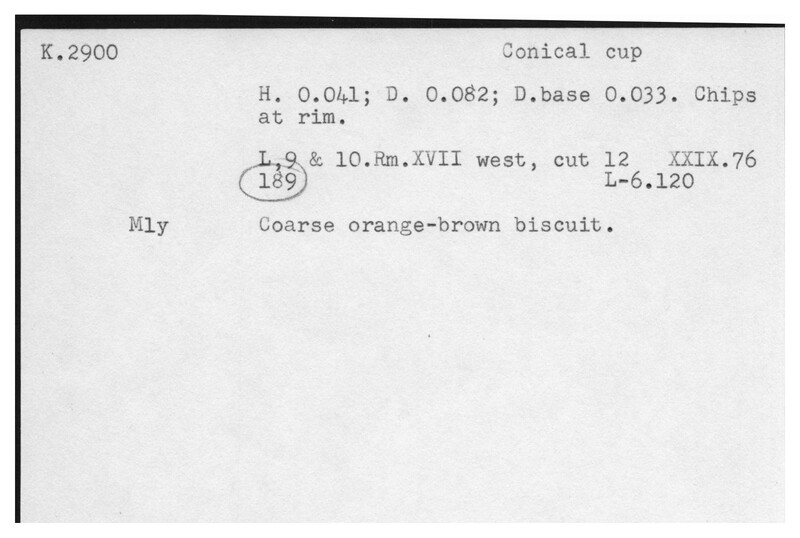 K.2900 Conical cup
H. 0.041; D. 0.082; D.base 0.033. Chips
at rim.
L,9 & 10.Rm.XVII west, cut 12 XXIX.76
189 L-6.120
Mly Coarse orange-brown biscuit.